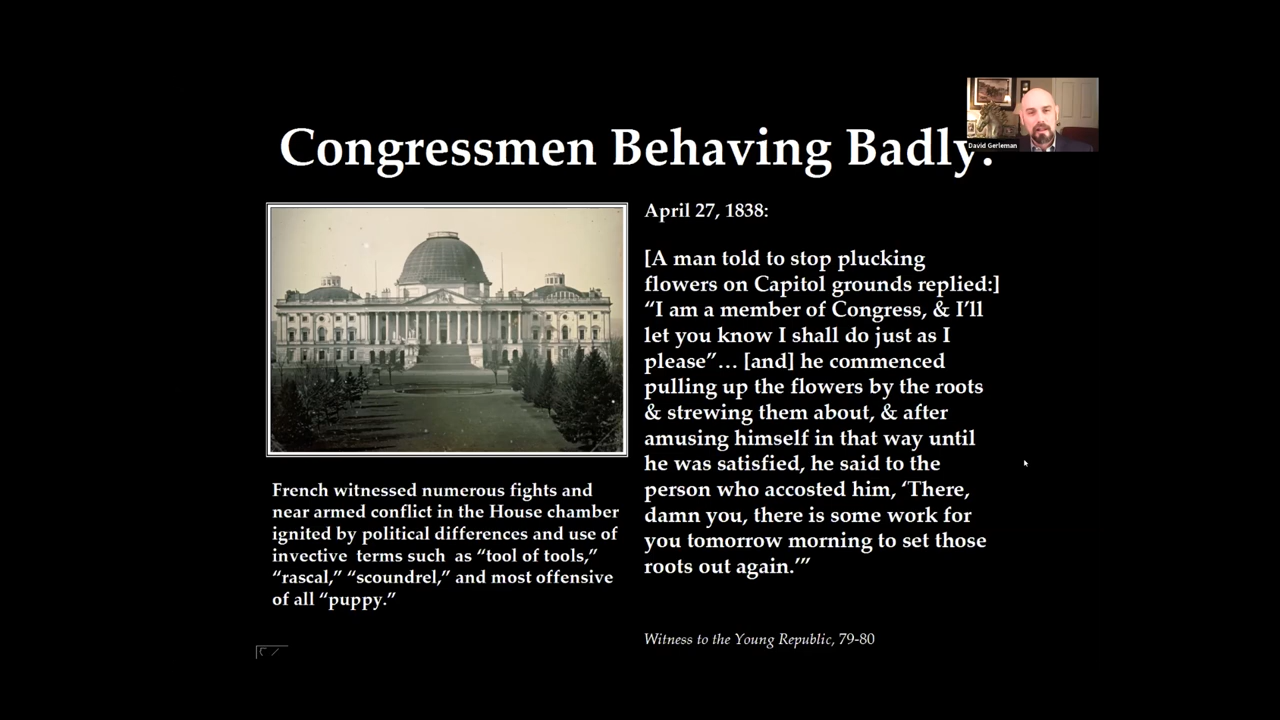 Congressmen Behaving Badly:
David Gerleman
April 27, 1838:
[A man told to stop plucking
flowers on Capitol grounds replied:]
“I am a member of Congress, & I’ll
let you know I shall do just as I
please”… [and] he commenced
pulling up the flowers by the roots
& strewing them about, & after
amusing himself in that way until
he was satisfied, he said to the
person who accosted him, ‘There,
damn you, there is some work for
you tomorrow morning to set those
roots out again.’”
Witness to the Young Republic, 79-80
French witnessed numerous fights and
near armed conflict in the House chamber
ignited by political differences and use of
invective terms such as “tool of tools,”
“rascal,” “scoundrel,” and most offensive
of all “puppy.”